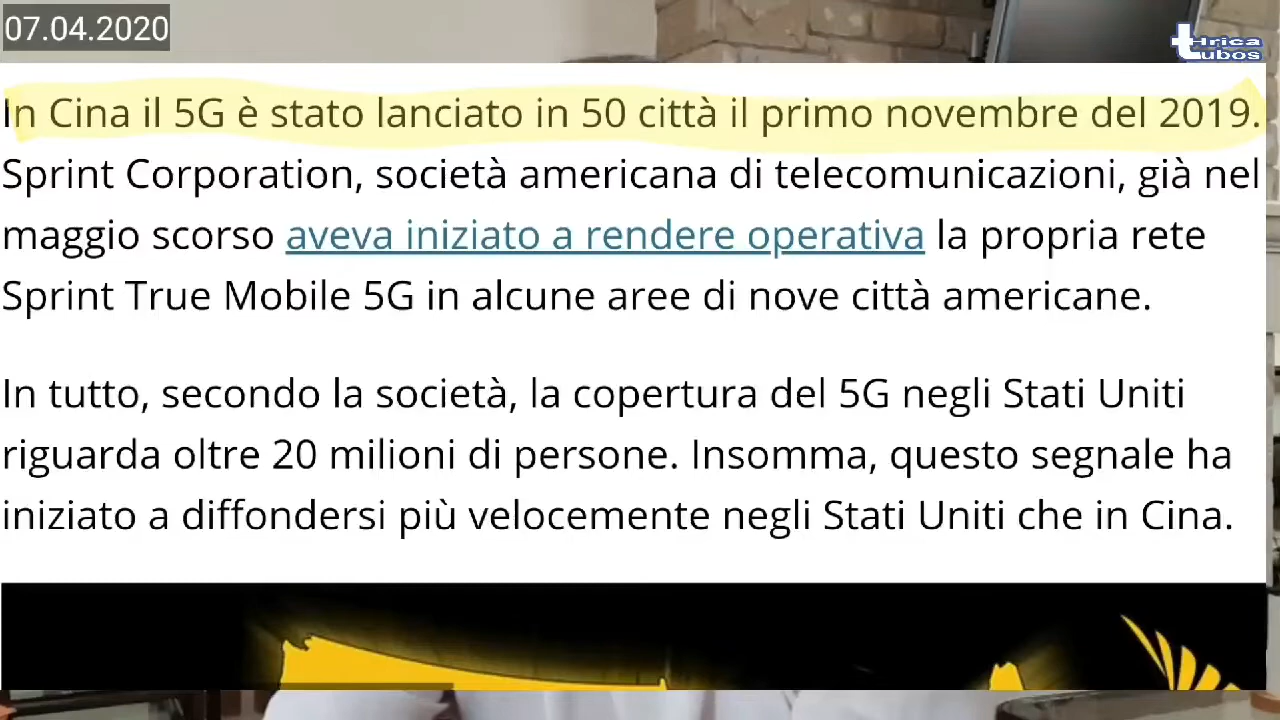 07.04.2020
tHrica
tubos
In Cina il 5G è stato lanciato in 50 città il primo novembre del 2019.
Sprint Corporation, società americana di telecomunicazioni, già nel
maggio scorso aveva iniziato a rendere operativa la propria rete
Sprint True Mobile 5G in alcune aree di nove città americane.
In tutto, secondo la società, la copertura del 5G negli Stati Uniti
riguarda oltre 20 milioni di persone. Insomma, questo segnale ha
iniziato a diffondersi più velocemente negli Stati Uniti che in Cina.